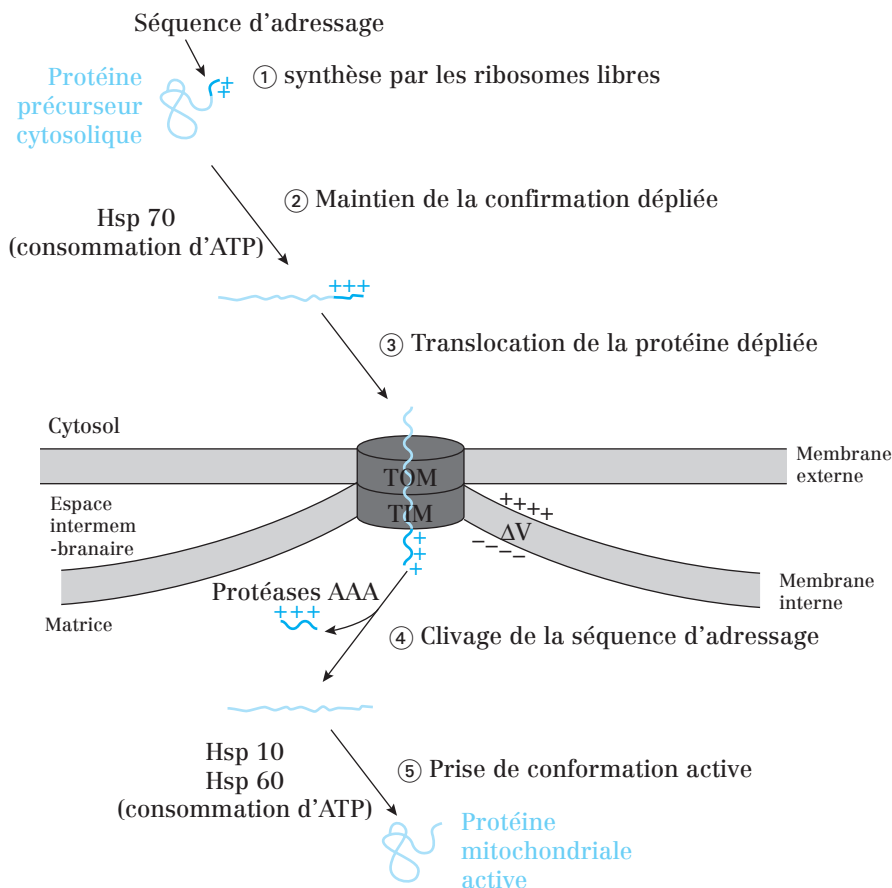 Séquence d'adressage
Protéine
précurseur
cytosolique
++
+
① synthèse par les ribosomes libres
② Maintien de la confirmation dépliée
Hsp 70
(consommation d'ATP)
+++
③ Translocation de la protéine dépliée
Cytosol
Membrane
externe
TOM
TIM
Espace
intermem
-branaire
++++
ΔV
−−−−
+
+
+
Membrane
interne
Matrice
Protéases AAA
+++
④ Clivage de la séquence d'adressage
Hsp 10
Hsp 60
(consommation d'ATP)
⑤ Prise de conformation active
Protéine
mitochondriale
active